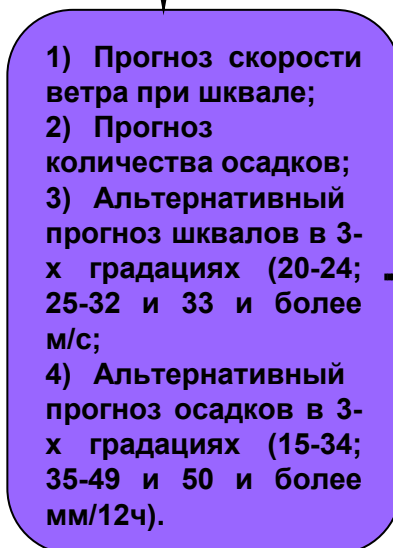 1) Прогноз скорости
ветра при шквале;
2) Прогноз
количества осадков;
3) Альтернативный
прогноз шквалов в 3-
х градациях (20-24;
25-32 и 33 и более
м/с;
4) Альтернативный
прогноз осадков в 3-
х градациях (15-34;
35-49 и 50 и более
мм/12ч).